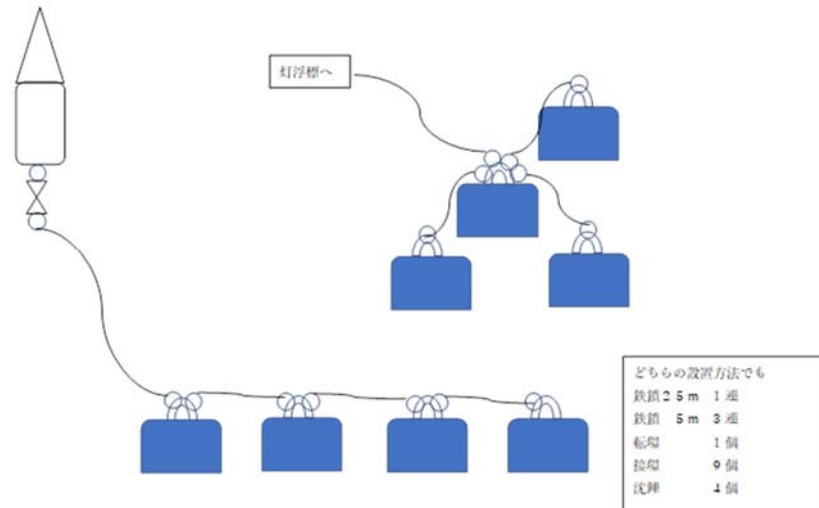 灯浮標へ
どちらの設置方法でも
鉄鎖25m 1連
鉄鎖 5m 3連
転環 1個
接環 9個
沈錘 4個